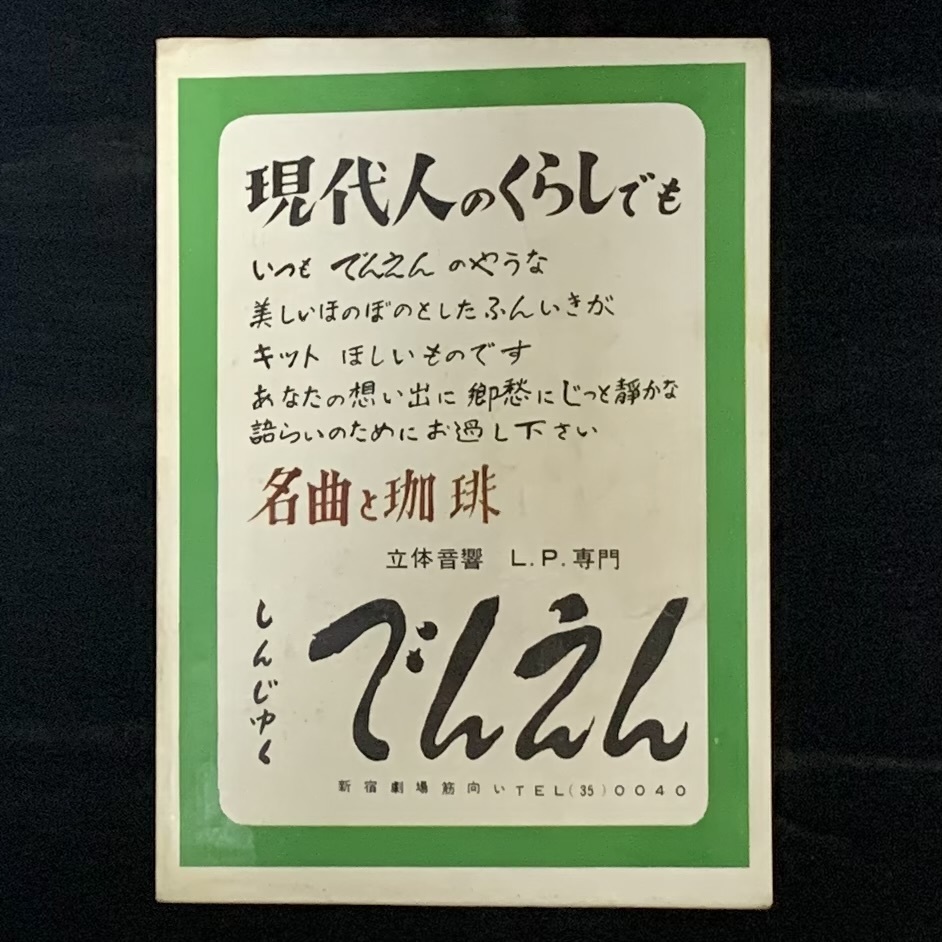 現代人のくらしでも
いつも でんえん のやうな
美しいほのぼのとしたふんいきが
キット ほしいものです
あなたの想い出に 郷愁にじっと靜かな
語らいのためにお過し下さい
名曲と珈琲
立体音響 L.P.専門
しんじゆく
でんえん
新宿劇場筋向いTEL(35)0040